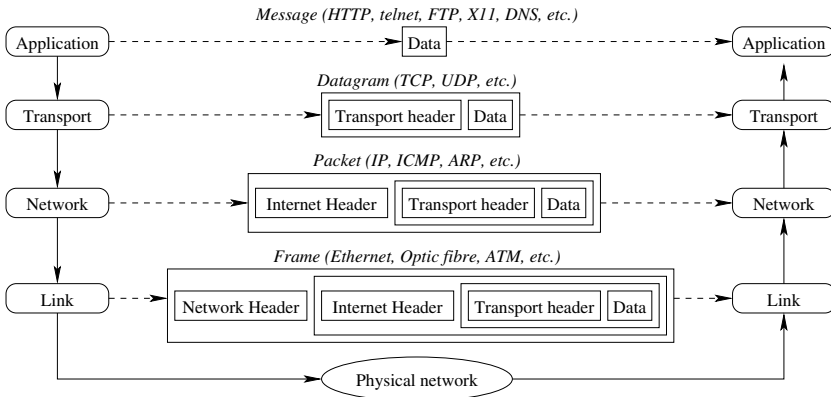 Message (HTTP, telnet, FTP, X11, DNS, etc.)
Application
Data
Application
Datagram (TCP, UDP, etc.)
Transport
Transport header
Data
Transport
Packet (IP, ICMP, ARP, etc.)
Network
Internet Header
Transport header
Data
Network
Frame (Ethernet, Optic fibre, ATM, etc.)
Link
Network Header
Internet Header
Transport header
Data
Link
Physical network